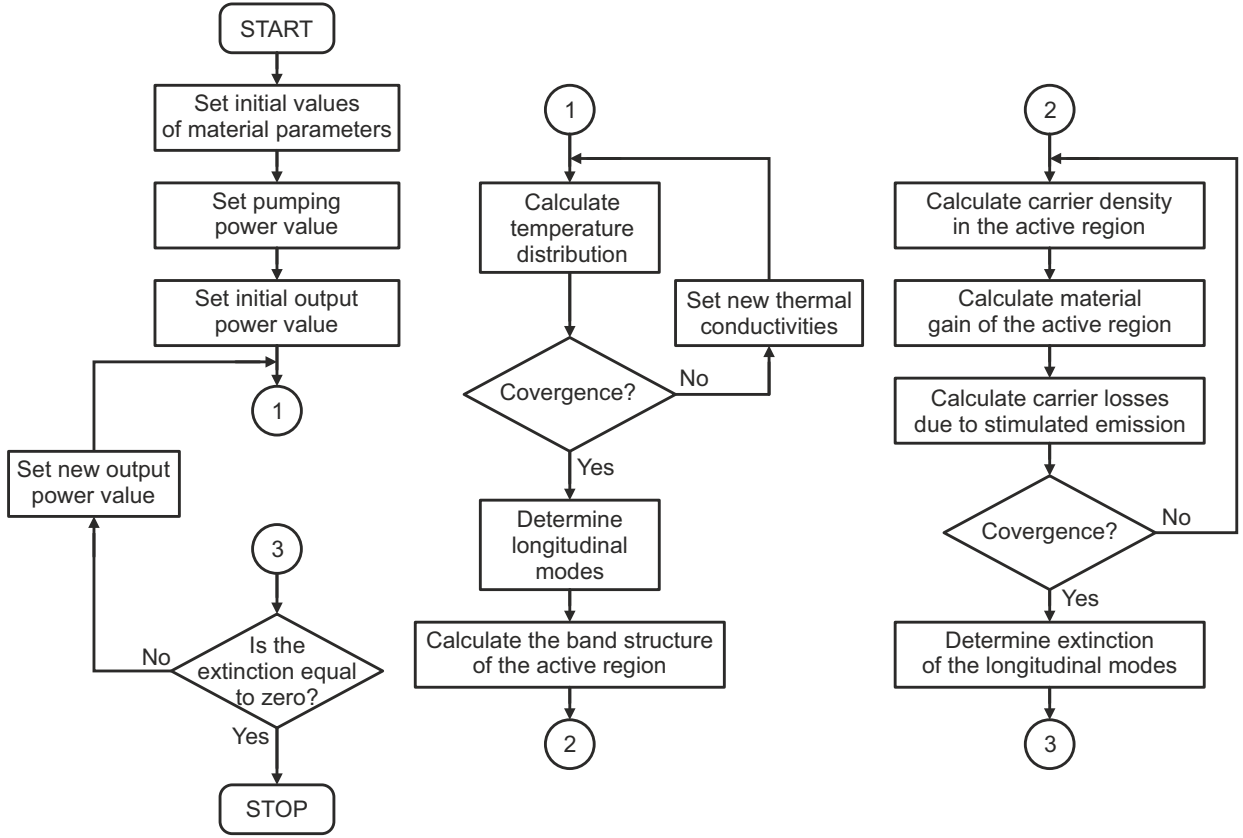 START
Set initial values
of material parameters
Set pumping
power value
Set initial output
power value
1
Set new output
power value
3
Is the
extinction equal
to zero?
No
Yes
STOP
1
Calculate
temperature
distribution
Set new thermal
conductivities
Covergence?
No
Yes
Determine
longitudinal
modes
Calculate the band structure
of the active region
2
2
Calculate carrier density
in the active region
Calculate material
gain of the active region
Calculate carrier losses
due to stimulated emission
Covergence?
No
Yes
Determine extinction
of the longitudinal modes
3